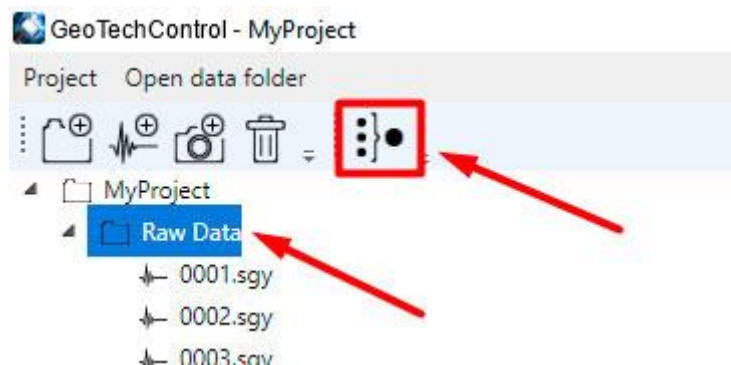 GeoTechControl - MyProject
Project Open data folder
MyProject
Raw Data
0001.sgy
0002.sgy
0003.sgy